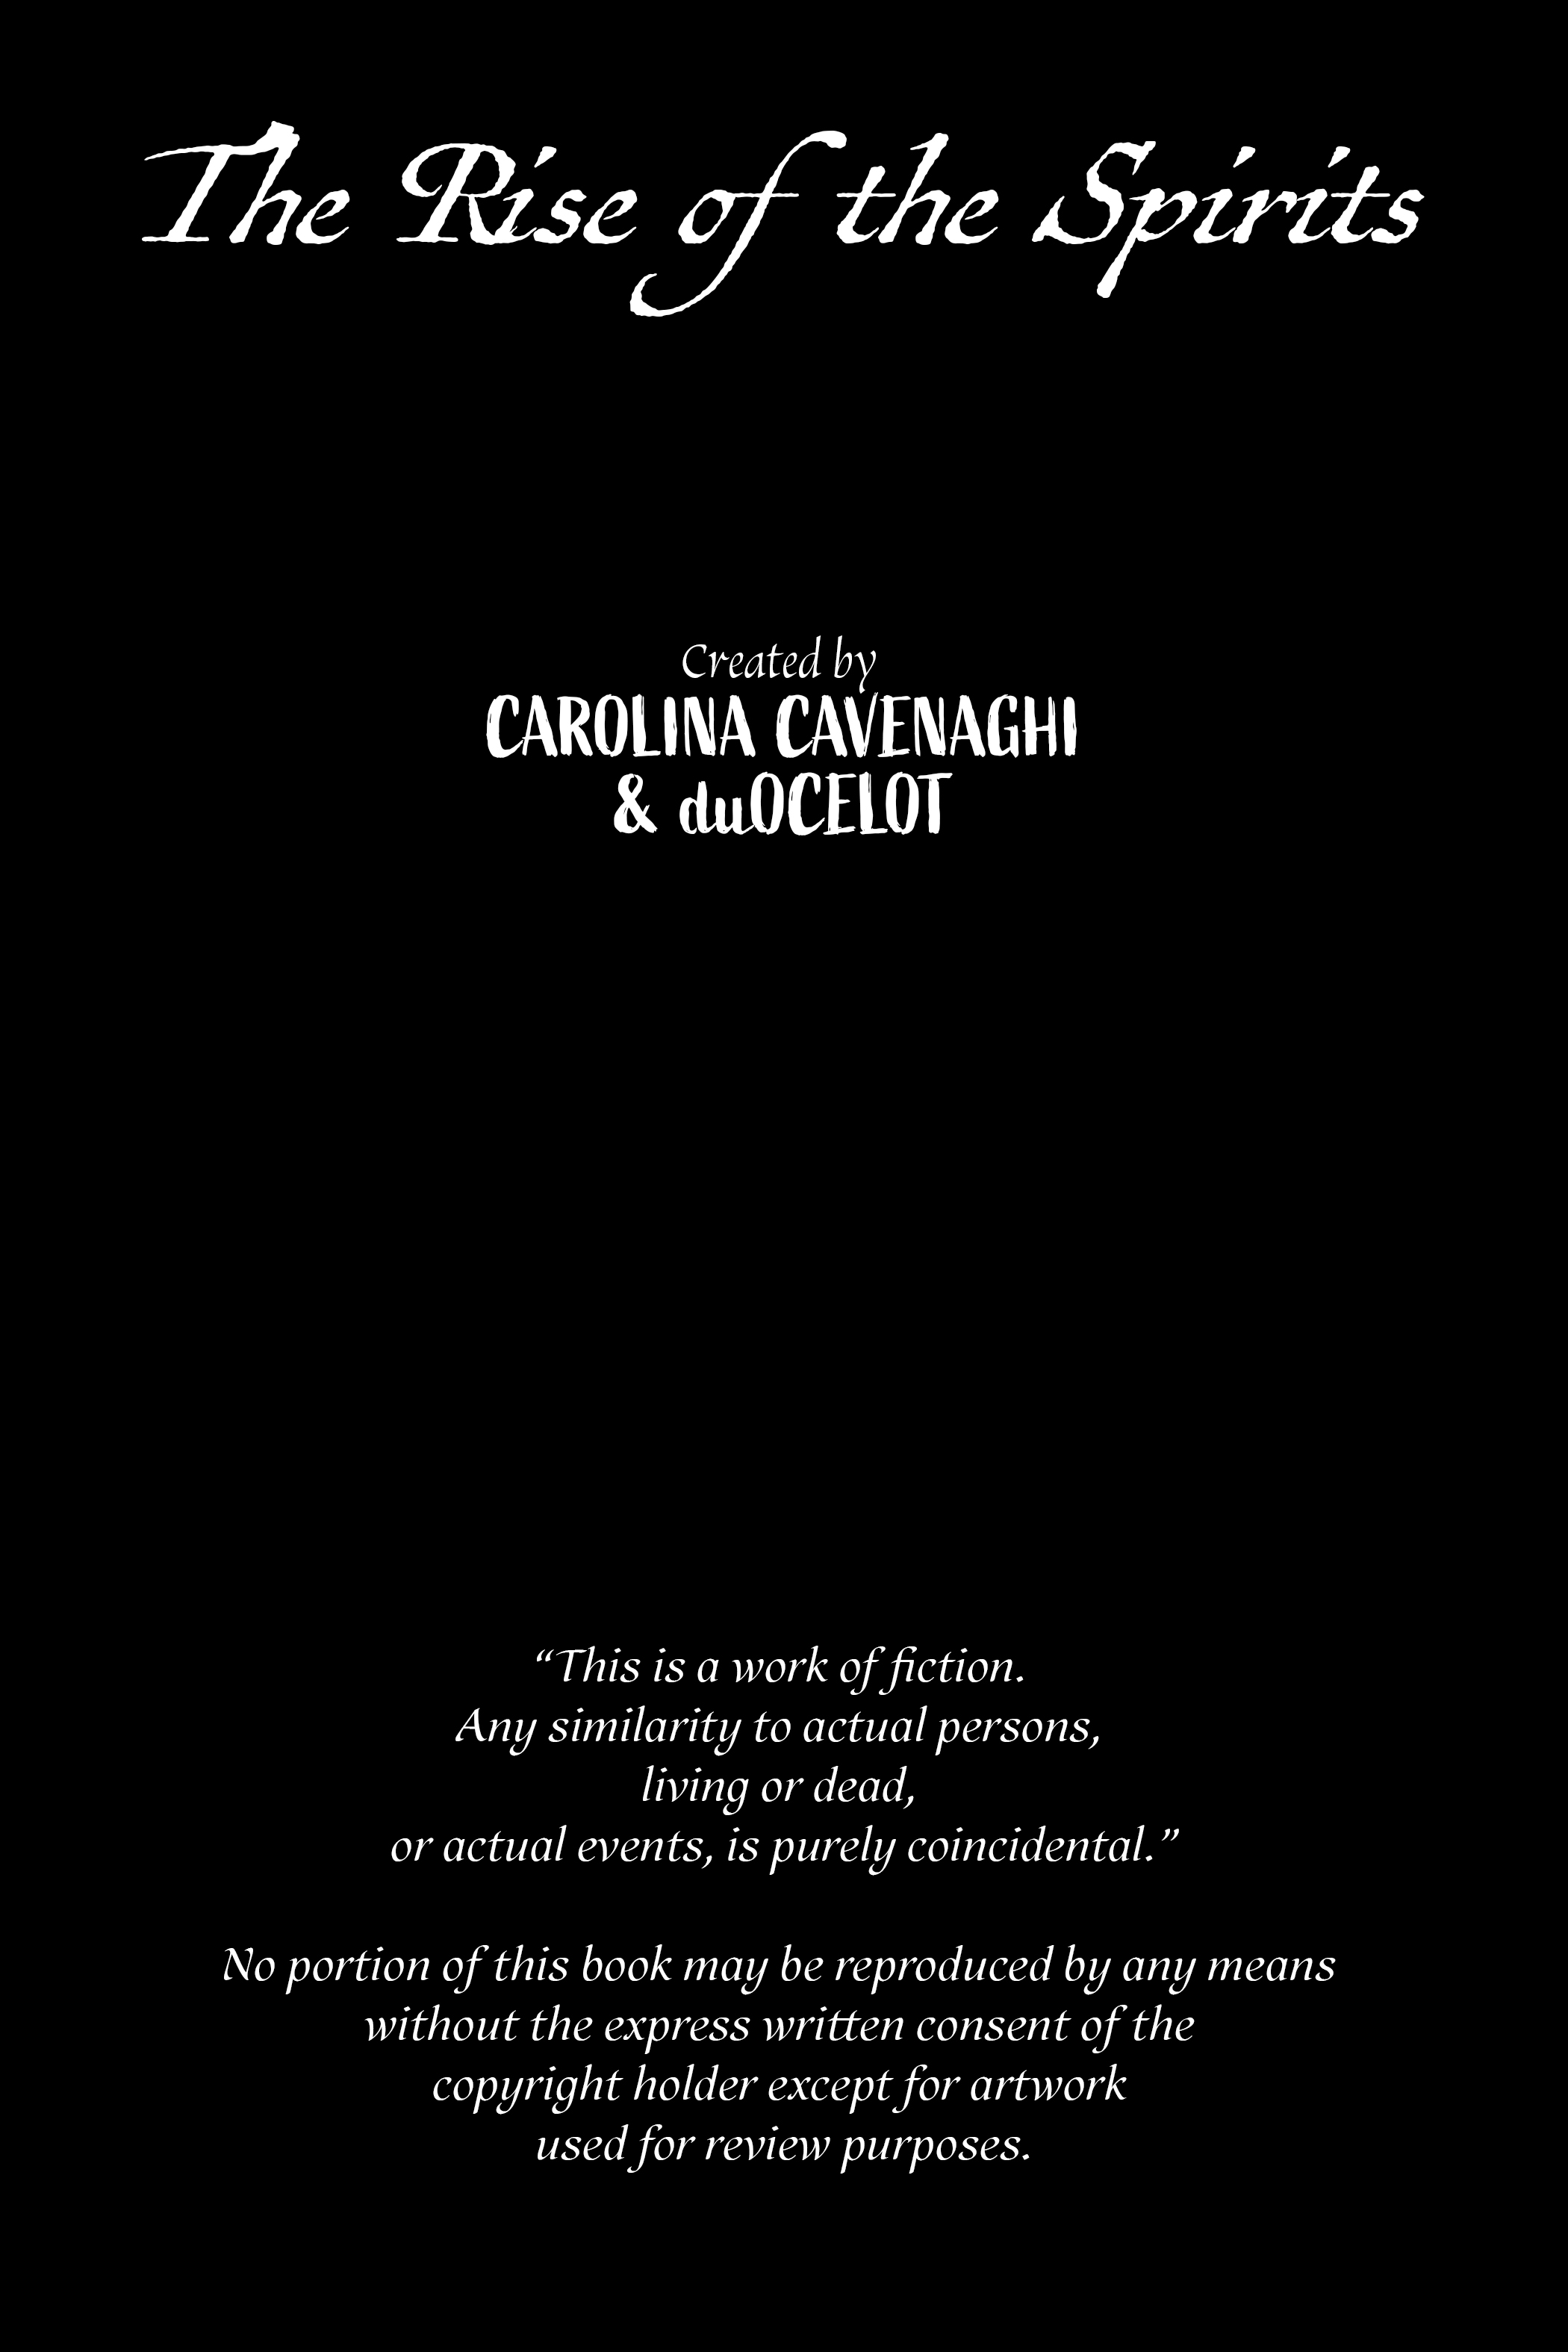 The Rise of the Spirits
Created by
CAROLINA CAVENAGHI
& duOCELOT
“This is a work of fiction.
Any similarity to actual persons,
living or dead,
or actual events, is purely coincidental.”
No portion of this book may be reproduced by any means
without the express written consent of the
copyright holder except for artwork
used for review purposes.